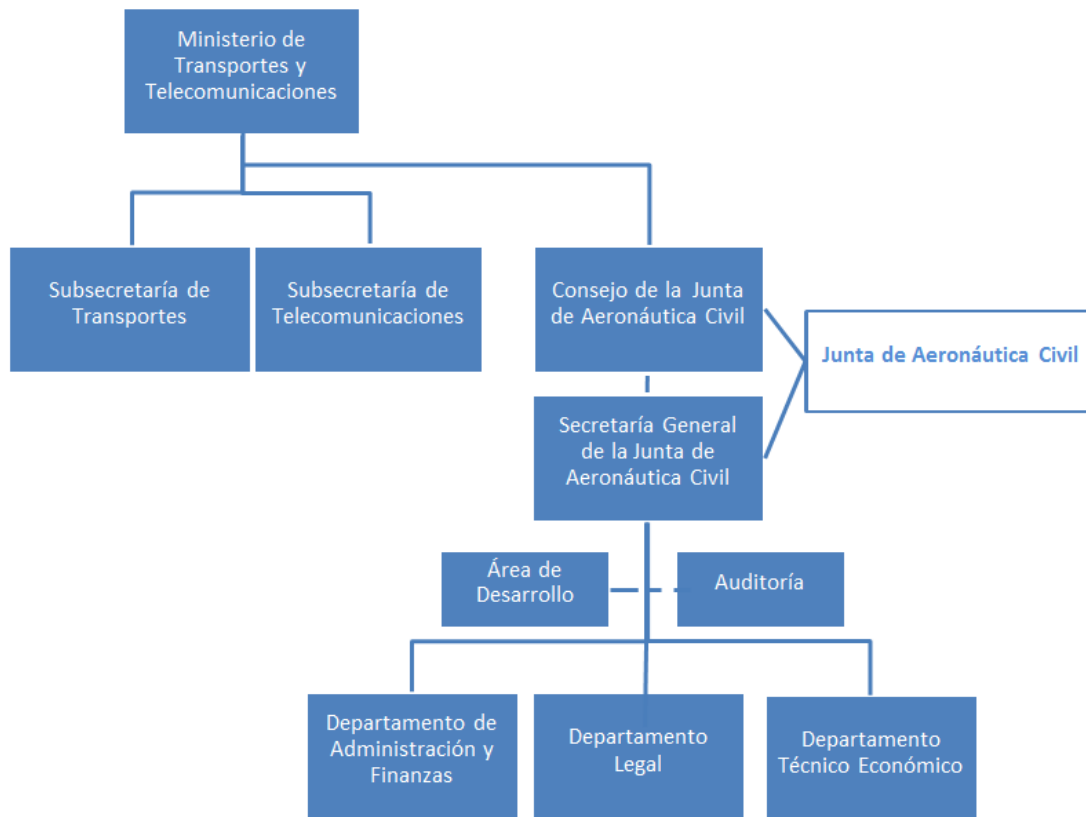 Ministerio de
Transportes y
Telecomunicaciones
Subsecretaría de
Transportes
Subsecretaría de
Telecomunicaciones
Consejo de la Junta
de Aeronáutica Civil
Junta de Aeronáutica Civil
Secretaría General
de la Junta de
Aeronáutica Civil
Área de
Desarrollo
Auditoría
Departamento de
Administración y
Finanzas
Departamento
Legal
Departamento
Técnico Económico